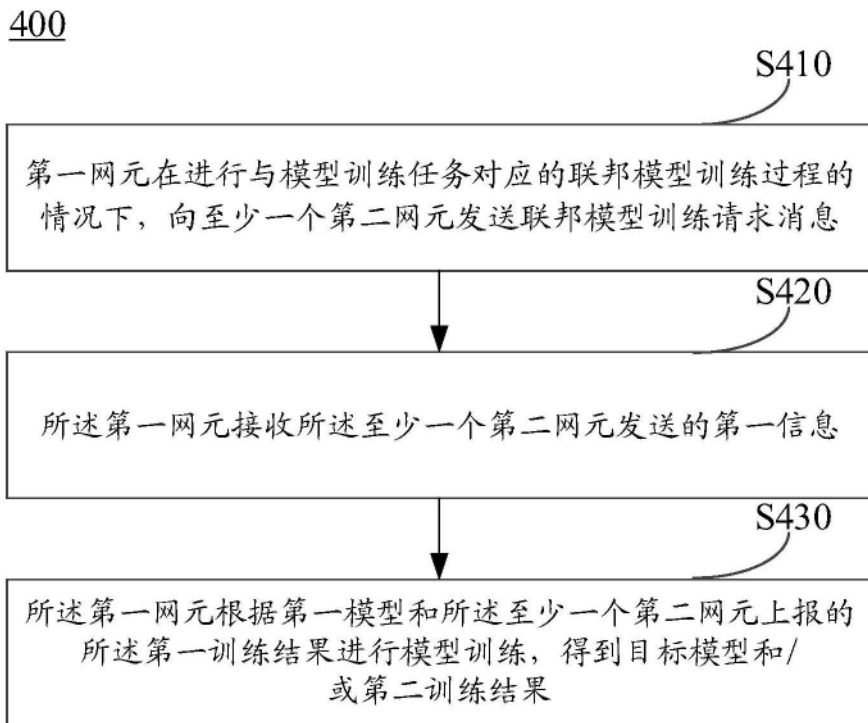 400
S410
第一网元在进行与模型训练任务对应的联邦模型训练过程的
情况下，向至少一个第二网元发送联邦模型训练请求消息
S420
所述第一网元接收所述至少一个第二网元发送的第一信息
S430
所述第一网元根据第一模型和所述至少一个第二网元上报的
所述第一训练结果进行模型训练，得到目标模型和/
或第二训练结果